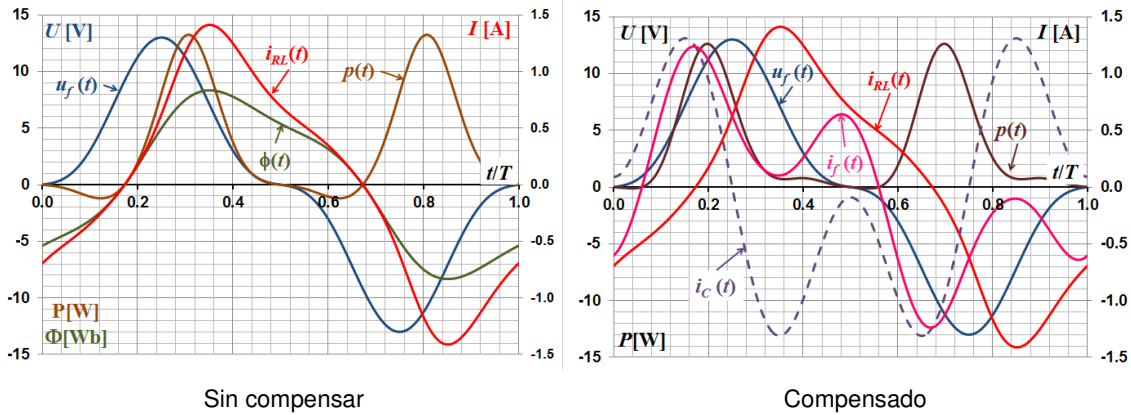 15
U [V]
I [A]
1.5
i_RL(t)
p(t)
10
1.0
u_f (t)
5
0.5
ϕ(t)
t/T
0
0.0
0.0
0.2
0.4
0.6
0.8
1.0
-5
-0.5
-10
-1.0
P[W]
Φ[Wb]
-15
-1.5
Sin compensar
15
U [V]
I [A]
1.5
u_f (t)
i_RL(t)
10
1.0
p(t)
5
0.5
i_f (t)
t/T
0
0.0
0.0
0.2
0.4
0.6
0.8
1.0
-5
-0.5
i_C (t)
-10
-1.0
P[W]
-15
-1.5
Compensado